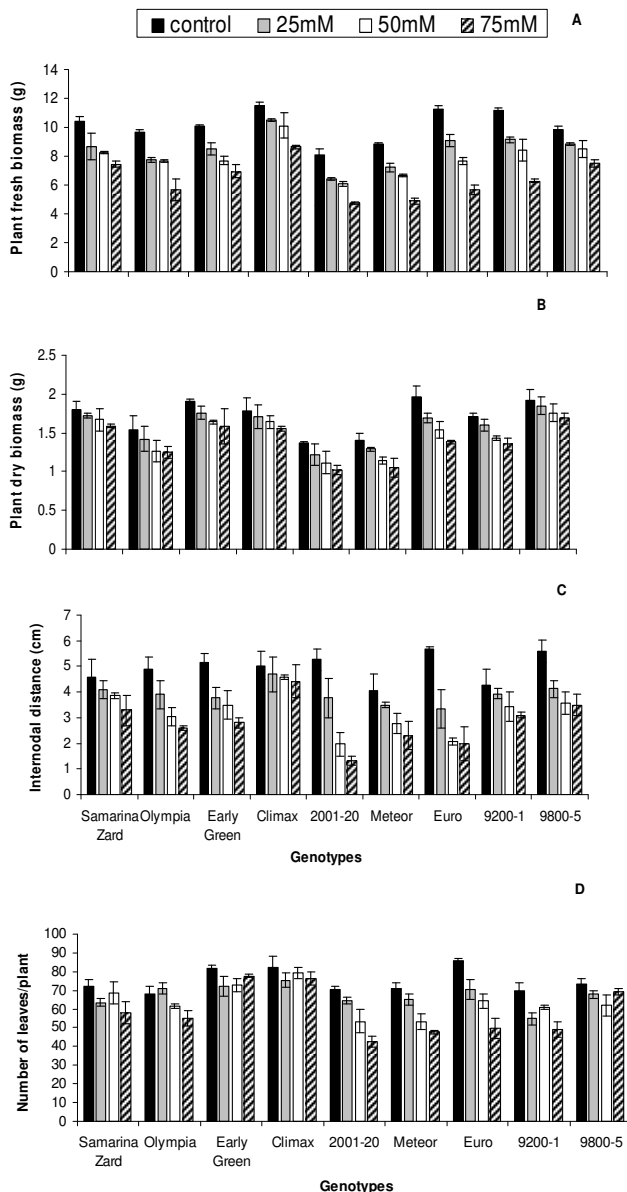 control 25mM 50mM 75mM
A
Plant fresh biomass (g)
14
12
10
8
6
4
2
0
B
Plant dry biomass (g)
2.5
2
1.5
1
0.5
0
C
Internodal distance (cm)
7
6
5
4
3
2
1
0
Samarina Zard Olympia Early Green Climax 2001-20 Meteor Euro 9200-1 9800-5
Genotypes
D
Number of leaves/plant
100
90
80
70
60
50
40
30
20
10
0
Samarina Zard Olympia Early Green Climax 2001-20 Meteor Euro 9200-1 9800-5
Genotypes